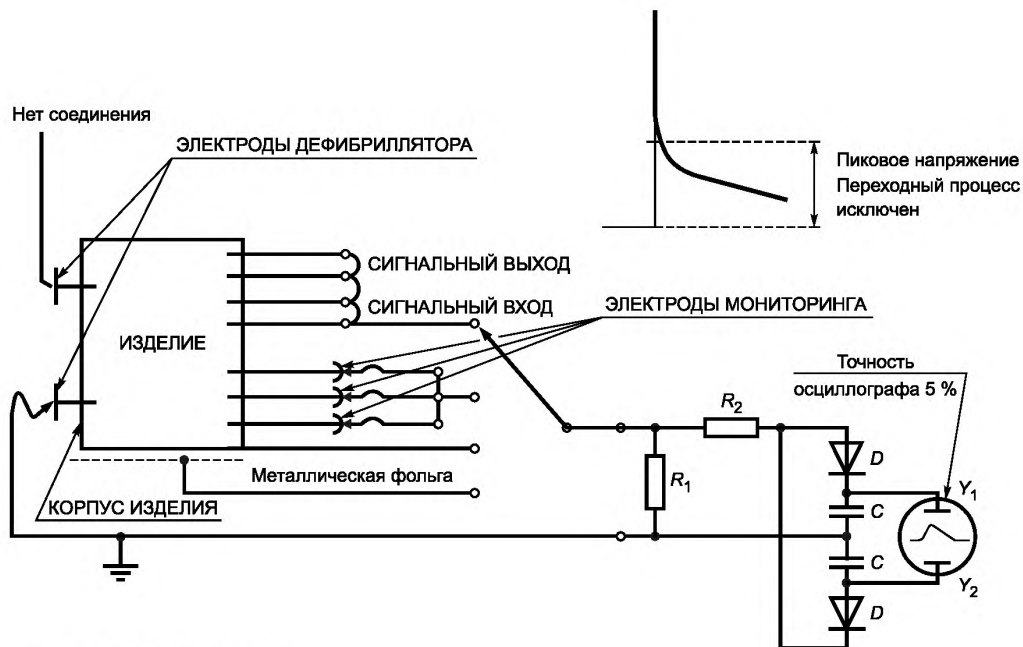 Нет соединения
ЭЛЕКТРОДЫ ДЕФИБРИЛЛЯТОРА
Пиковое напряжение
Переходный процесс
исключен
СИГНАЛЬНЫЙ ВЫХОД
СИГНАЛЬНЫЙ ВХОД
ЭЛЕКТРОДЫ МОНИТОРИНГА
ИЗДЕЛИЕ
Точность
осциллографа 5 %
R2
D
Металлическая фольга
R1
Y1
КОРПУС ИЗДЕЛИЯ
C
C
Y2
D